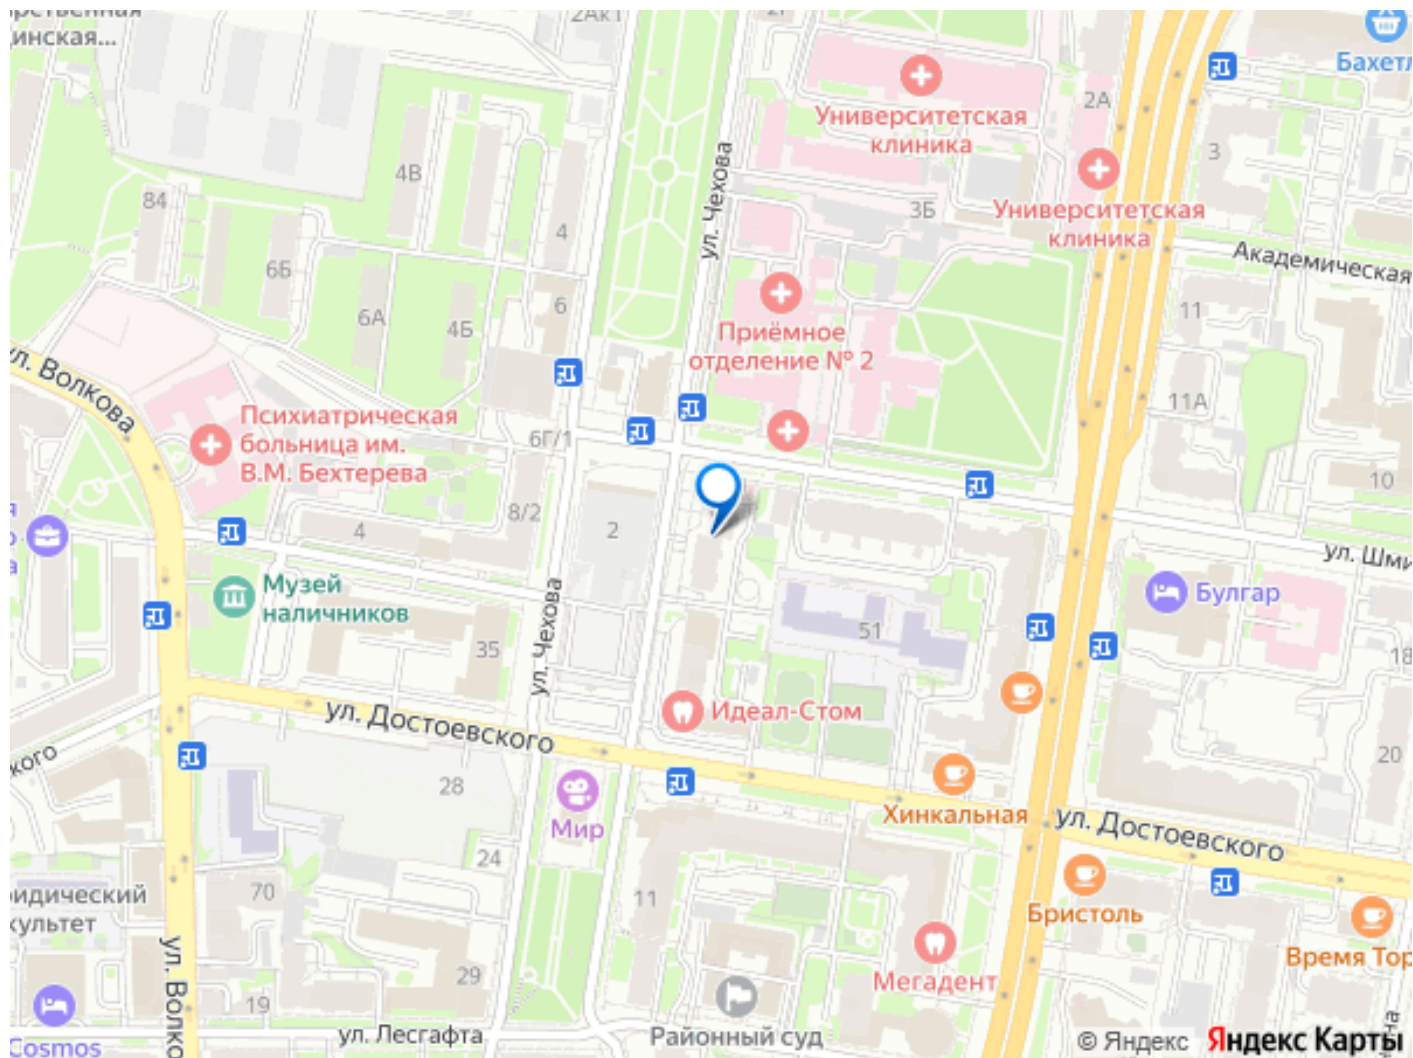 2Ак1
инская...
Бахетл
2А
Университетская
клиника
3
4В
ул. Чехова
84
3Б
Университетская
клиника
4
Академическая
6Б
6
6А
4Б
11
Приёмное
отделение № 2
ул. Волкова
11А
Психиатрическая
больница им.
В.М. Бехтерева
6Г/1
10
8/2
4
2
ул. Шми
Музей
наличников
Булгар
ул. Чехова
51
35
18
Идеал-Стом
ул. Достоевского
кого
20
28
Мир
Хинкальная
ул. Достоевского
24
70
идический
культет
11
Бристоль
ул. Волко
Время Тор
29
Мегадент
19
ул. Лесгафта
Районный суд
Cosmos
© Яндекс Яндекс Карты
на